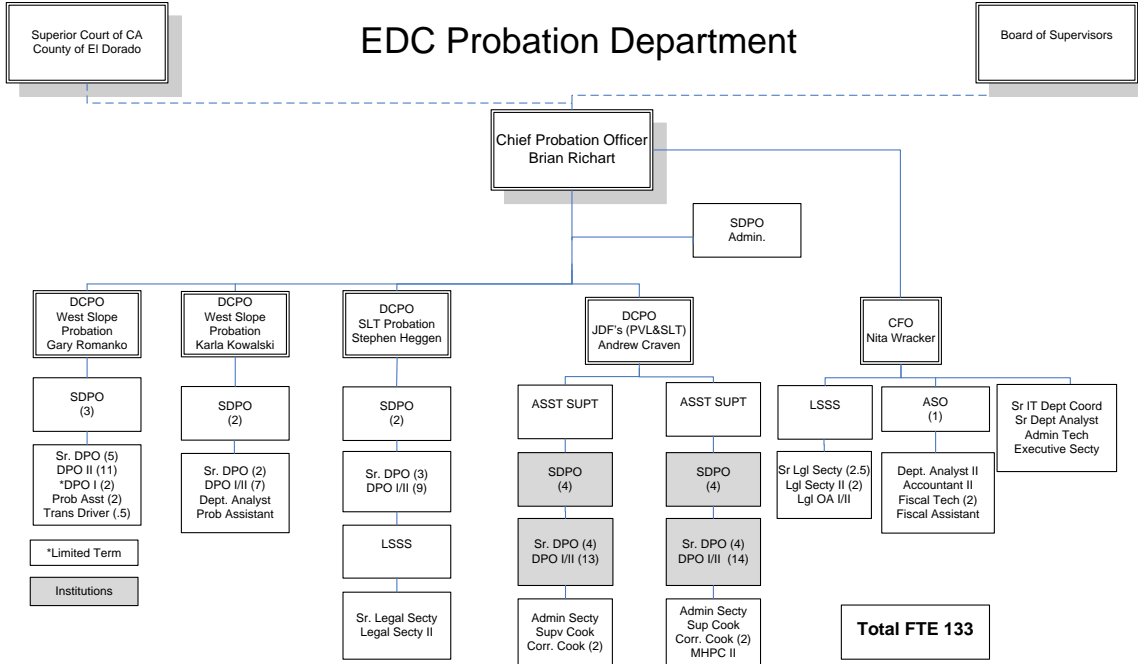 Superior Court of CA
County of El Dorado
EDC Probation Department
Board of Supervisors
Chief Probation Officer
Brian Richart
SDPO
Admin.
DCPO
West Slope
Probation
Gary Romanko
DCPO
West Slope
Probation
Karla Kowalski
DCPO
SLT Probation
Stephen Heggen
DCPO
JDF's (PVL&SLT)
Andrew Craven
CFO
Nita Wracker
SDPO
(3)
SDPO
(2)
SDPO
(2)
ASST SUPT
ASST SUPT
LSSS
ASO
(1)
Sr IT Dept Coord
Sr Dept Analyst
Admin Tech
Executive Secty
Sr. DPO (5)
DPO II (11)
*DPO I (2)
Prob Asst (2)
Trans Driver (.5)
Sr. DPO (2)
DPO I/II (7)
Dept. Analyst
Prob Assistant
Sr. DPO (3)
DPO I/II (9)
SDPO
(4)
SDPO
(4)
Sr Lgl Secty (2.5)
Lgl Secty II (2)
Lgl OA I/II
Dept. Analyst II
Accountant II
Fiscal Tech (2)
Fiscal Assistant
*Limited Term
LSSS
Sr. DPO (4)
DPO I/II (13)
Sr. DPO (4)
DPO I/II (14)
Institutions
Sr. Legal Secty
Legal Secty II
Admin Secty
Supv Cook
Corr. Cook (2)
Admin Secty
Sup Cook
Corr. Cook (2)
MHPC II
Total FTE 133